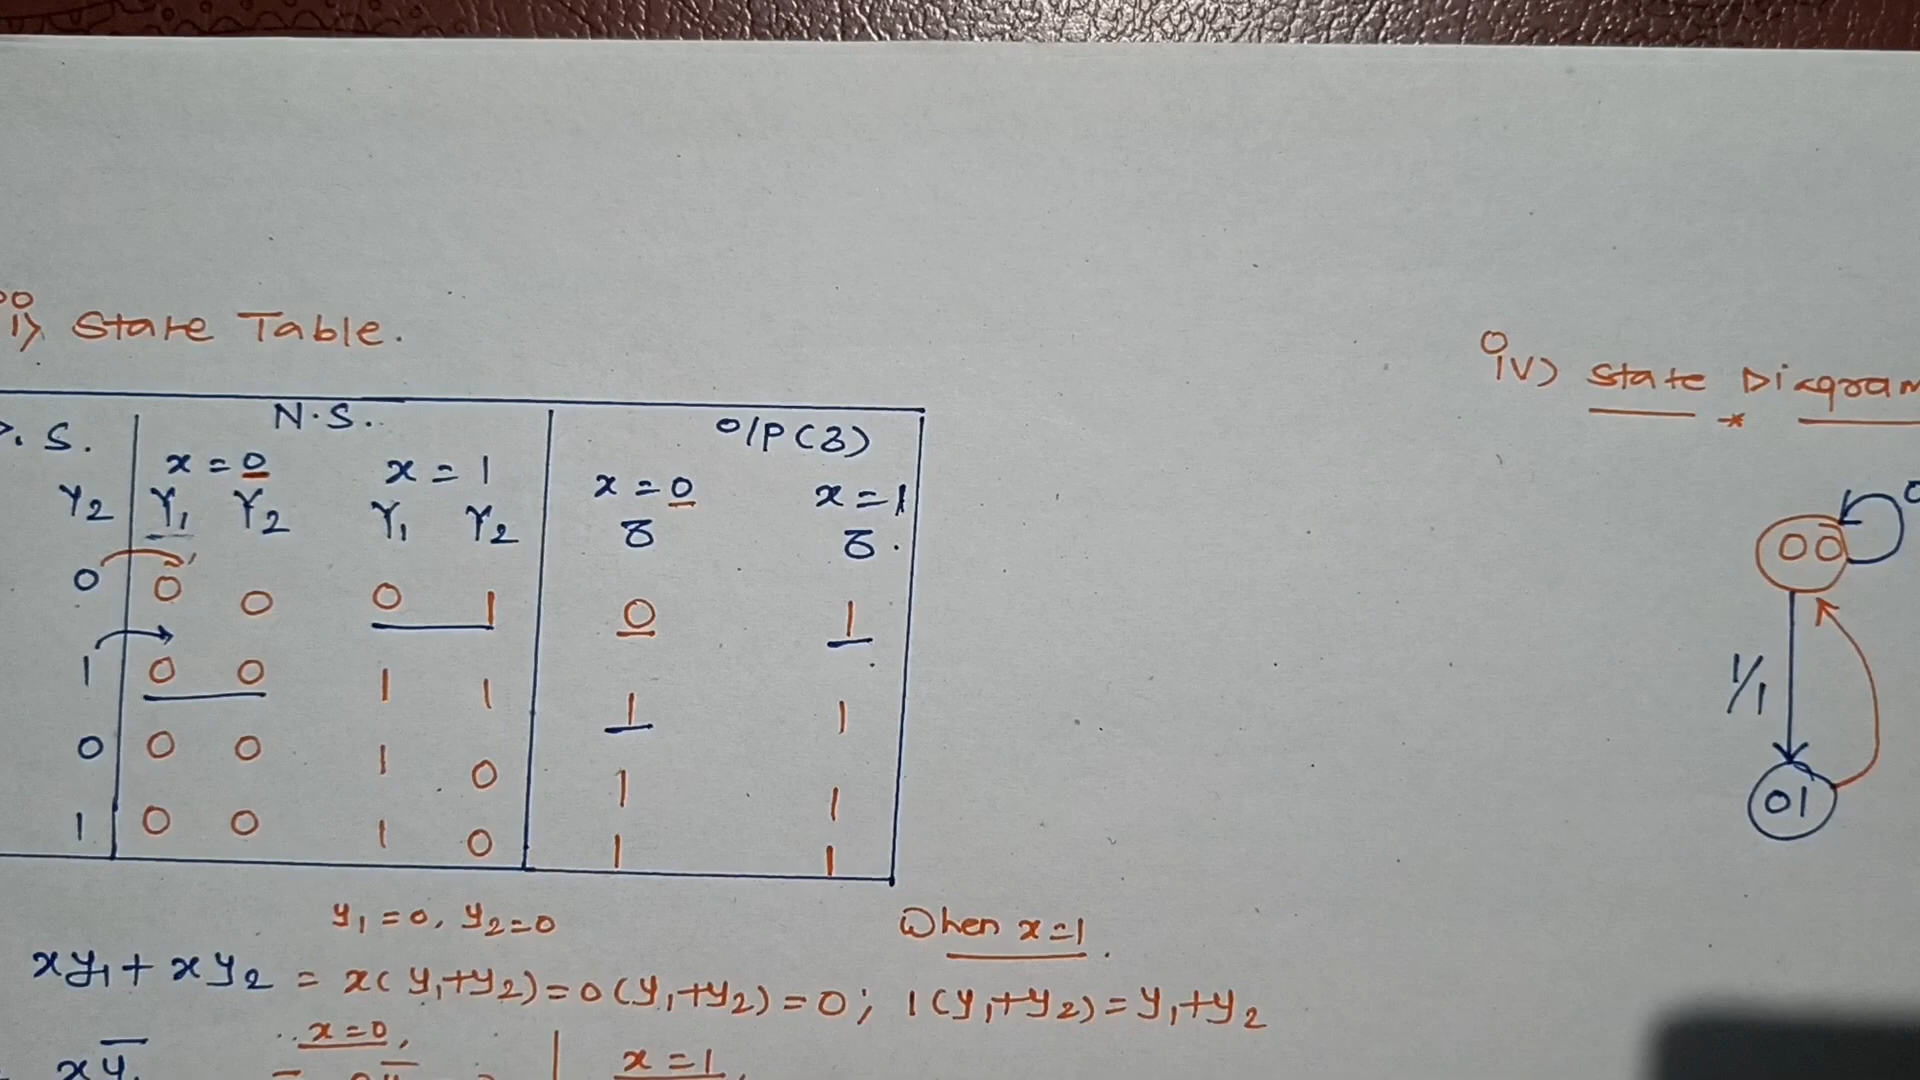 i) State Table.
iv) State Diagram
S. N.S. O/P(z)
x=0 x=1 x=0 x=1
Y2 Y1 Y2 Y1 Y2 z z.
0 0 0 0 1 0 1
1 0 0 1 1 1 1
0 0 0 1 0 1 1
1 0 0 1 0 1 1
00
1/1
01
y1=0, y2=0 When x=1.
xy1+xy2 = x(y1+y2)=0(y1+y2)=0; 1(y1+y2)=y1+y2
x=0, x=1,